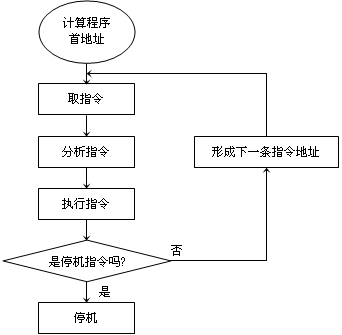 计算程序
首地址
取指令
分析指令
形成下一条指令地址
执行指令
是停机指令吗?
否
是
停机